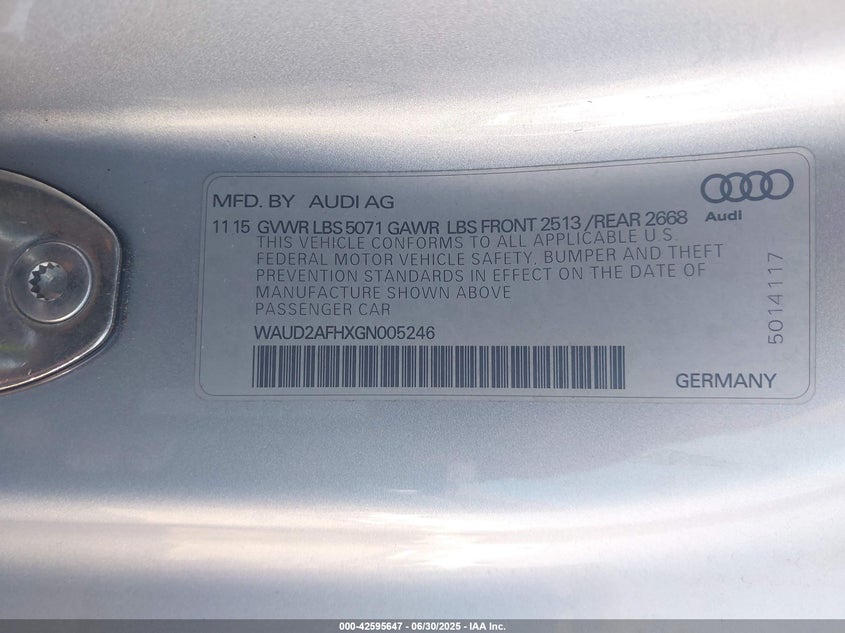 MFD. BY AUDI AG
Audi
11 15 GVWR LBS 5071 GAWR LBS FRONT 2513 /REAR 2668
THIS VEHICLE CONFORMS TO ALL APPLICABLE U.S.
FEDERAL MOTOR VEHICLE SAFETY, BUMPER AND THEFT
PREVENTION STANDARDS IN EFFECT ON THE DATE OF
MANUFACTURE SHOWN ABOVE
PASSENGER CAR
WAUD2AFHXGN005246
GERMANY
5014117
000-42595647 - 06/30/2025 - IAA Inc.